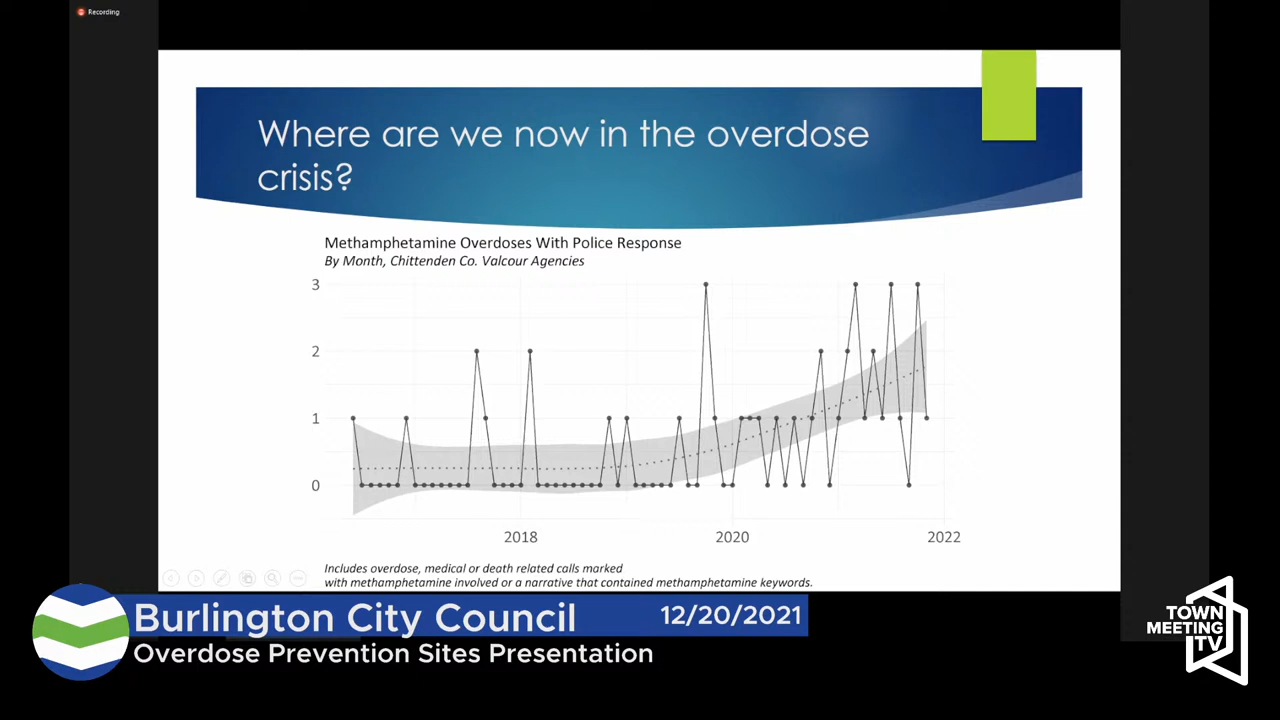 Recording
Where are we now in the overdose
crisis?
Methamphetamine Overdoses With Police Response
By Month, Chittenden Co. Valcour Agencies
3
2
1
0
2018
2020
2022
Includes overdose, medical or death related calls marked
with methamphetamine involved or a narrative that contained methamphetamine keywords.
Burlington City Council
12/20/2021
Overdose Prevention Sites Presentation
TOWN
MEETING
TV